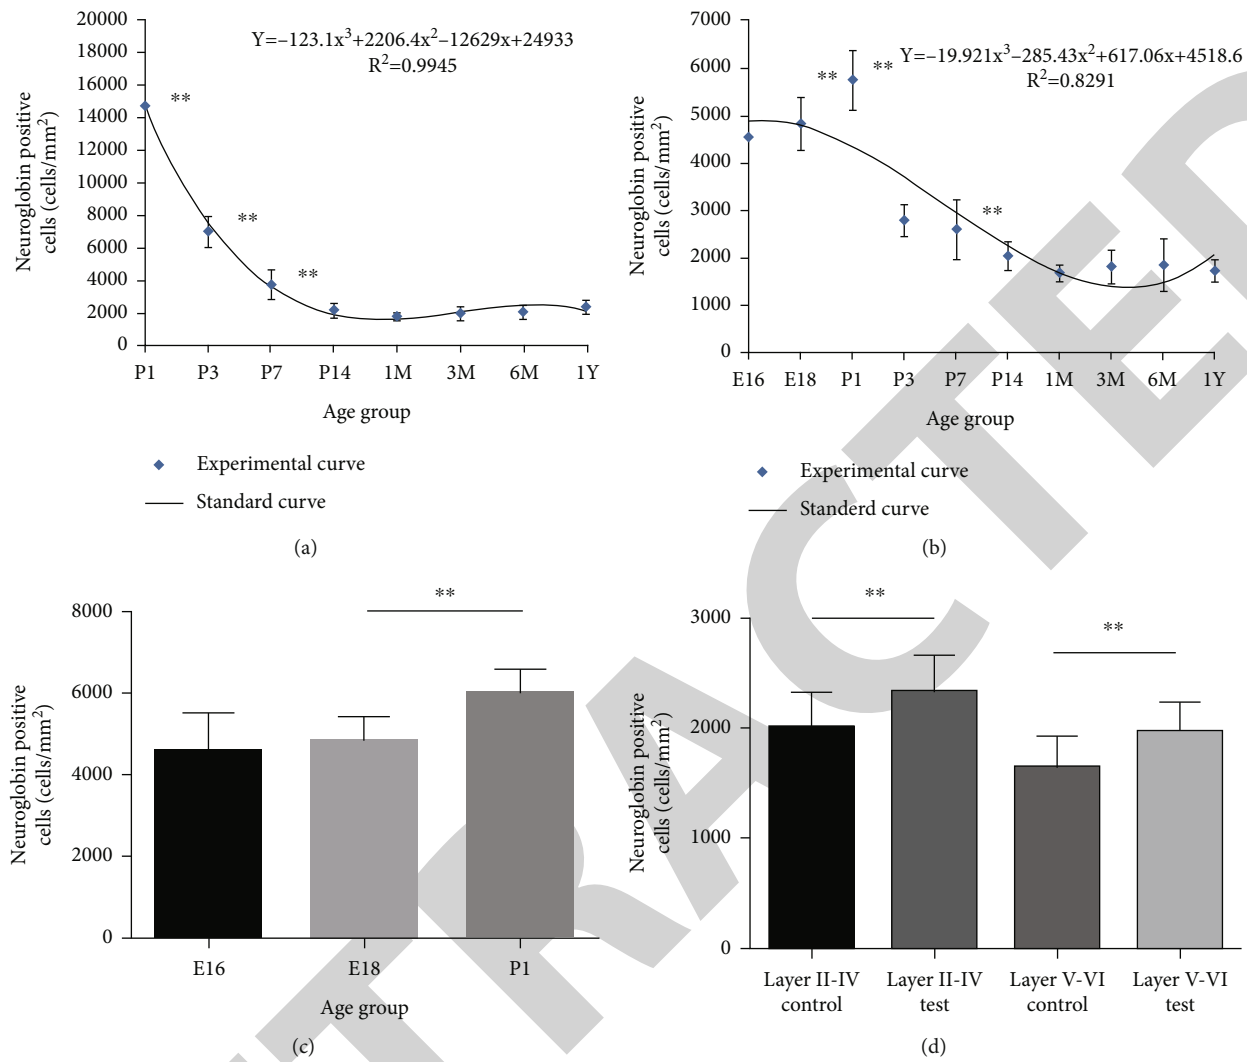 20000
18000
16000
14000
12000
10000
8000
6000
4000
2000
0
Neuroglobin positive
cells (cells/mm²)
Y=−123.1x³+2206.4x²−12629x+24933
R²=0.9945
**
**
**
P1 P3 P7 P14 1M 3M 6M 1Y
Age group
Experimental curve
Standard curve
(a)
7000
6000
5000
4000
3000
2000
1000
0
Neuroglobin positive
cells (cells/mm²)
Y=−19.921x³−285.43x²+617.06x+4518.6
R²=0.8291
** **
**
E16 E18 P1 P3 P7 P14 1M 3M 6M 1Y
Age group
Experimental curve
Standerd curve
(b)
8000
6000
4000
2000
0
Neuroglobin positive
cells (cells/mm²)
**
E16 E18 P1
Age group
(c)
3000
2000
1000
0
Neuroglobin positive
cells (cells/mm²)
**
**
Layer II-IV
control
Layer II-IV
test
Layer V-VI
control
Layer V-VI
test
(d)
TRACTED